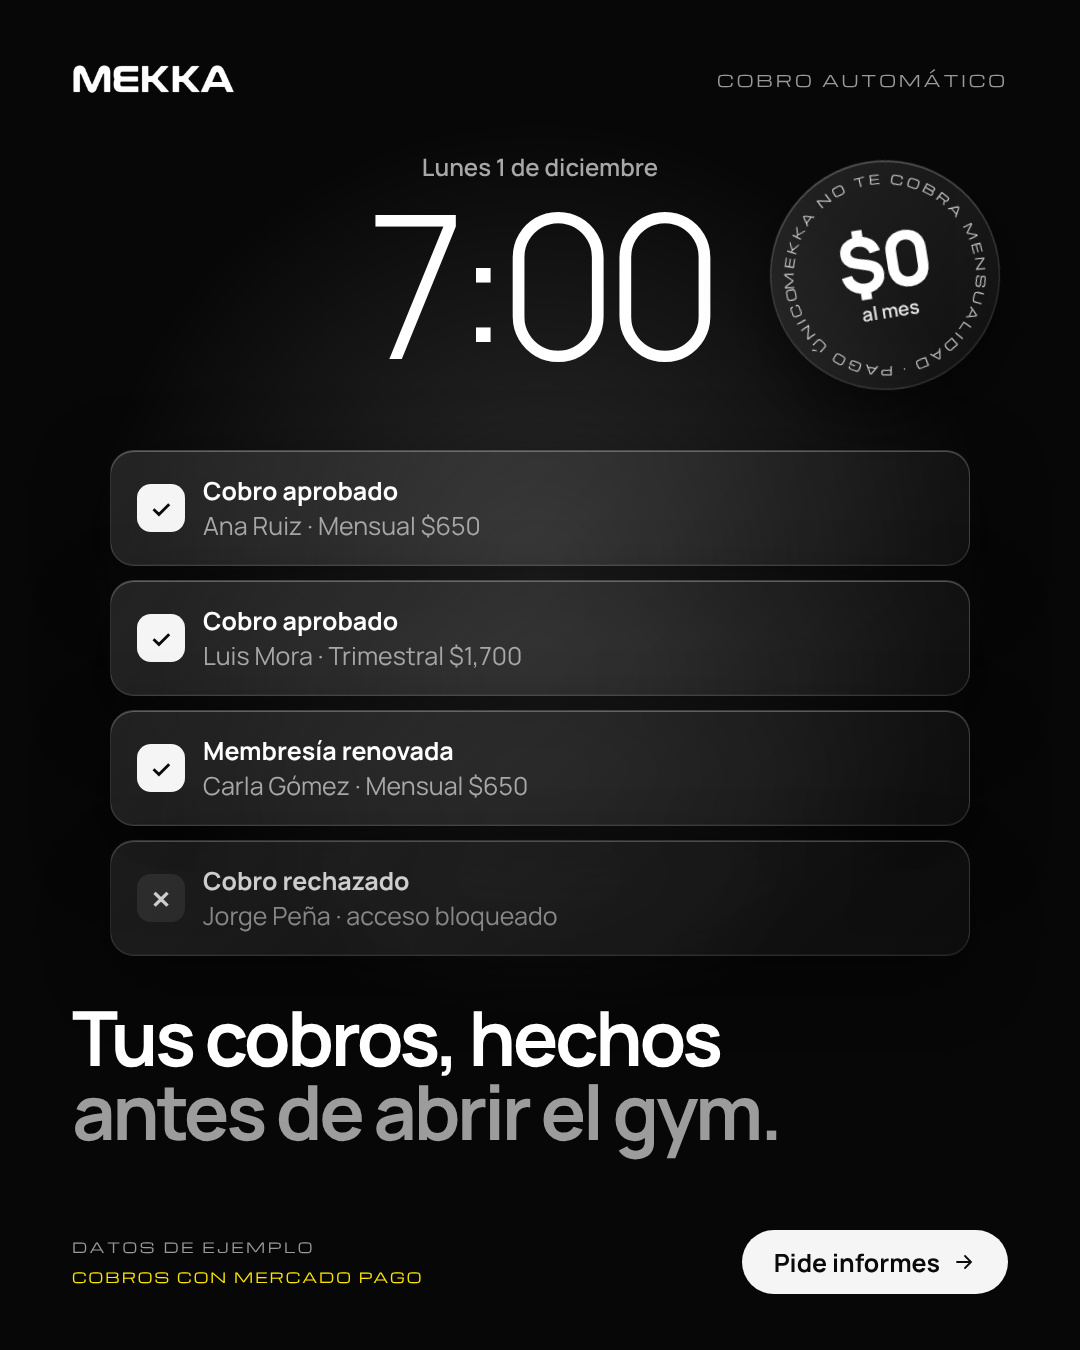 MEKKA
COBRO AUTOMÁTICO
Lunes 1 de diciembre
7:00
MEKKA NO TE COBRA MENSUALIDAD · PAGO ÚNICO
$0
al mes
Cobro aprobado
Ana Ruiz · Mensual $650
Cobro aprobado
Luis Mora · Trimestral $1,700
Membresía renovada
Carla Gómez · Mensual $650
Cobro rechazado
Jorge Peña · acceso bloqueado
Tus cobros, hechos
antes de abrir el gym.
DATOS DE EJEMPLO
COBROS CON MERCADO PAGO
Pide informes →